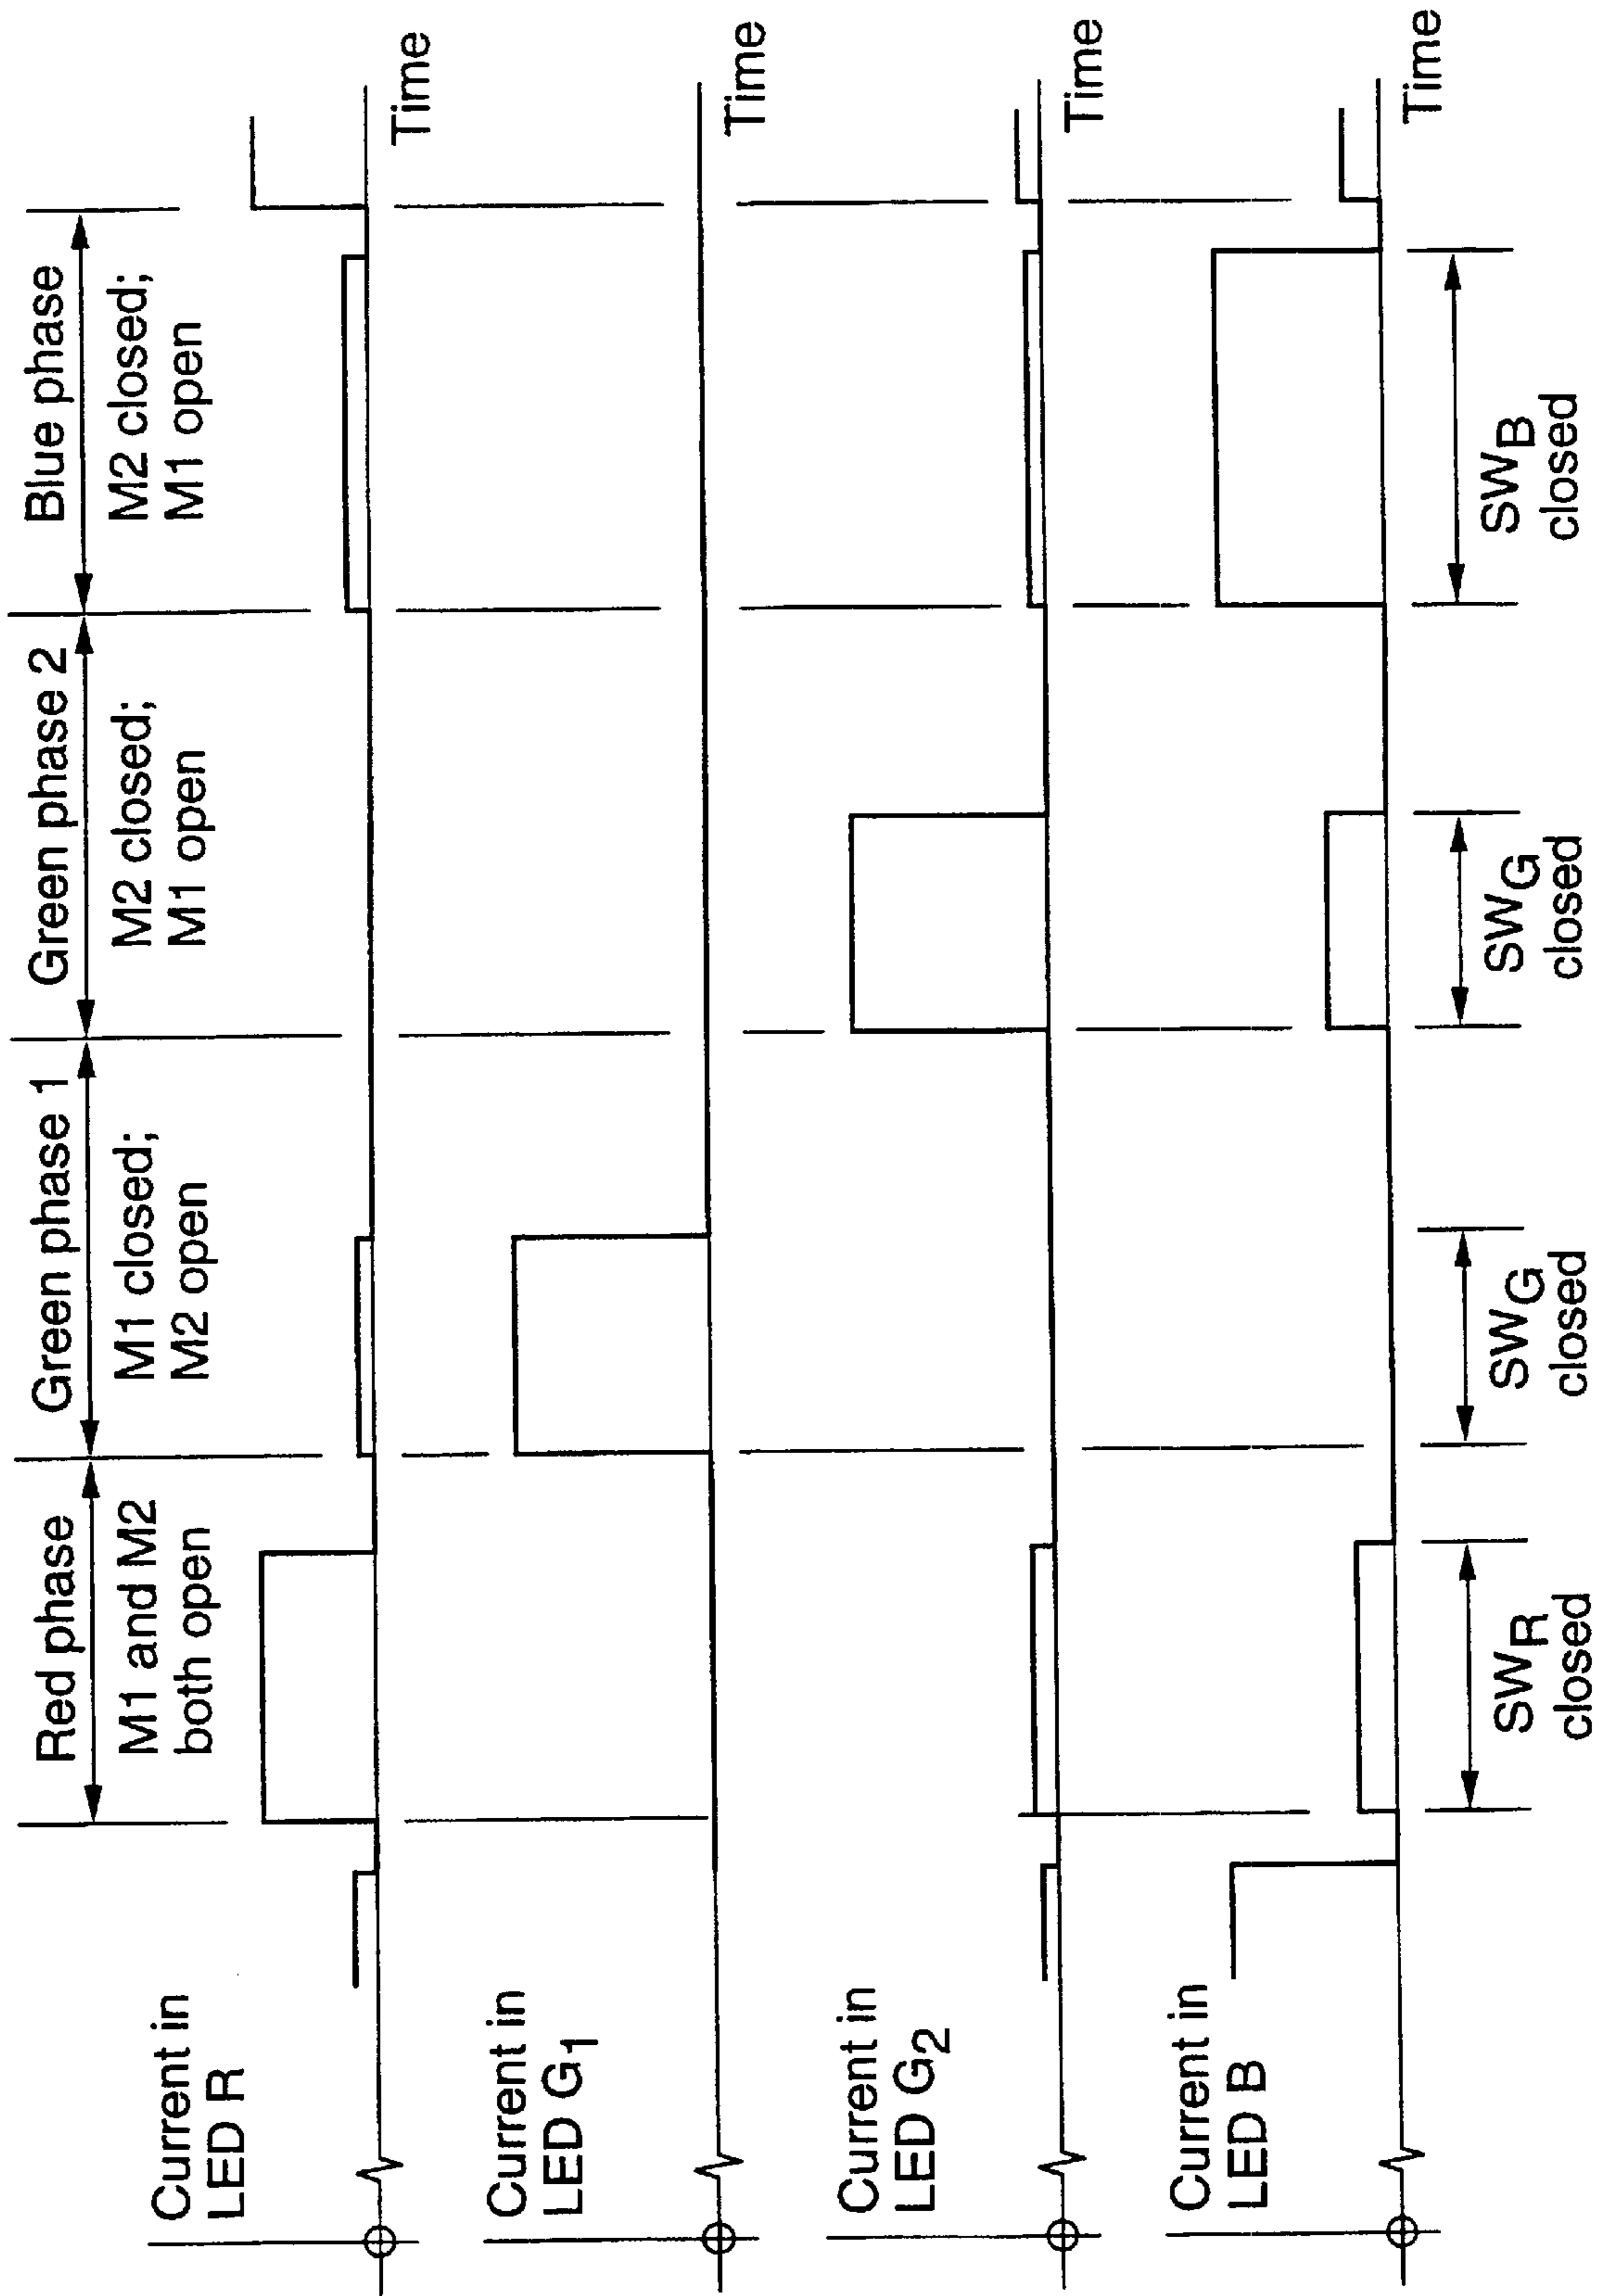 Red phase
M1 and M2
both open
Green phase 1
M1 closed;
M2 open
Green phase 2
M2 closed;
M1 open
Blue phase
M2 closed;
M1 open
Current in
LED R
Time
Current in
LED G1
Time
Current in
LED G2
Time
Current in
LED B
Time
SWR
closed
SWG
closed
SWG
closed
SWB
closed